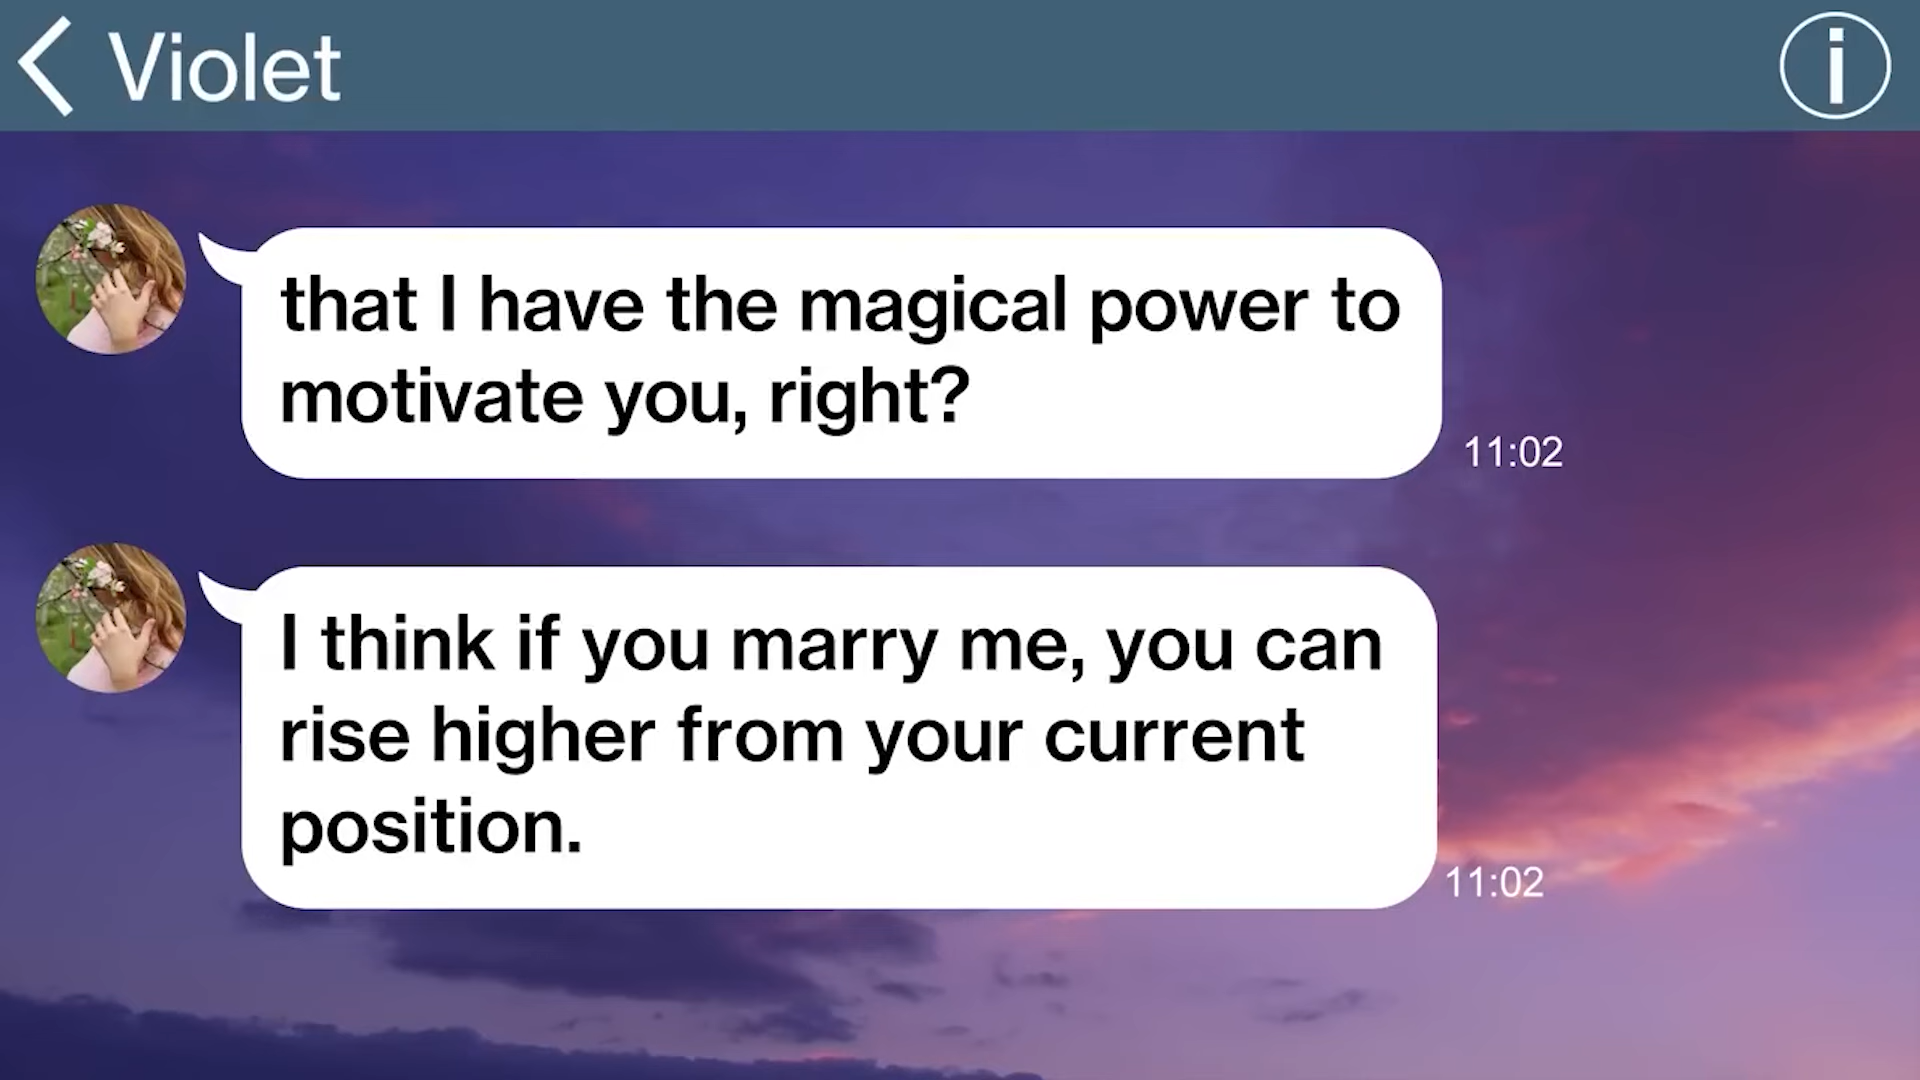 Violet
that I have the magical power to
motivate you, right?
11:02
I think if you marry me, you can
rise higher from your current
position.
11:02